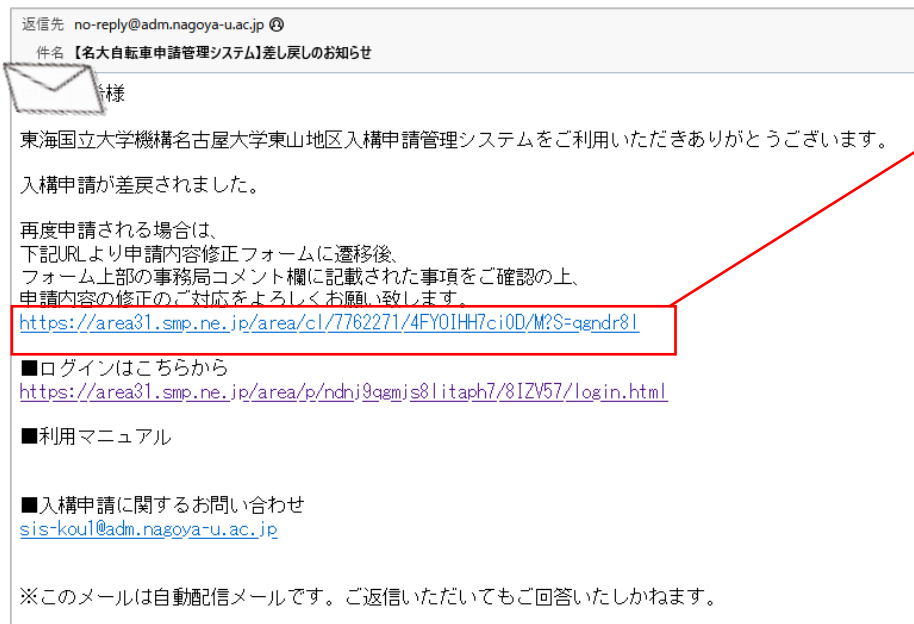 返信先 no-reply@adm.nagoya-u.ac.jp
件名 【名大自転車申請管理システム】差し戻しのお知らせ
様
東海国立大学機構名古屋大学東山地区入構申請管理システムをご利用いただきありがとうございます。
入構申請が差戻されました。
再度申請される場合は、
下記URLより申請内容修正フォームに遷移後、
フォーム上部の事務局コメント欄に記載された事項をご確認の上、
申請内容の修正のご対応をよろしくお願い致します。
https://area31.smp.ne.jp/area/cl/7762271/4FY0IHH7ci0D/M?S=qgndr8l
■ログインはこちらから
https://area31.smp.ne.jp/area/p/ndnj9qgmjs8litaph7/8IZV57/login.html
■利用マニュアル
■入構申請に関するお問い合わせ
sis-kou1@adm.nagoya-u.ac.jp
※このメールは自動配信メールです。ご返信いただいてもご回答いたしかねます。